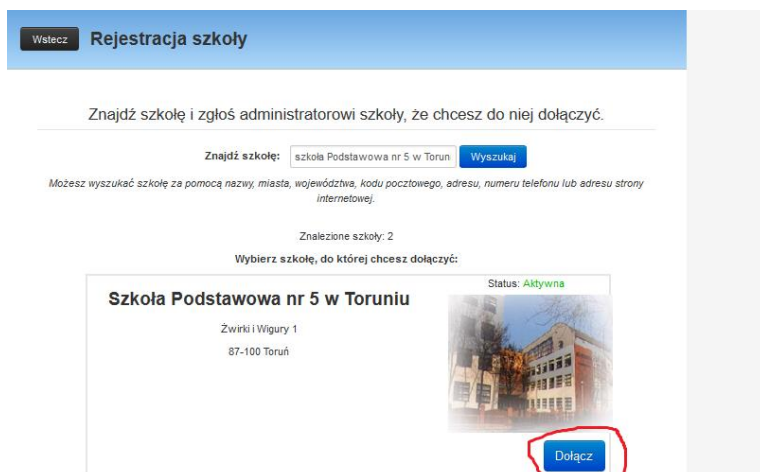 Wstecz Rejestracja szkoły
Znajdź szkołę i zgłoś administratorowi szkoły, że chcesz do niej dołączyć.
Znajdź szkołę: szkoła Podstawowa nr 5 w Torun Wyszukaj
Możesz wyszukać szkołę za pomocą nazwy, miasta, województwa, kodu pocztowego, adresu, numeru telefonu lub adresu strony
internetowej.
Znalezione szkoły: 2
Wybierz szkołę, do której chcesz dołączyć:
Status: Aktywna
Szkoła Podstawowa nr 5 w Toruniu
Żwirki i Wigury 1
87-100 Toruń
Dołącz